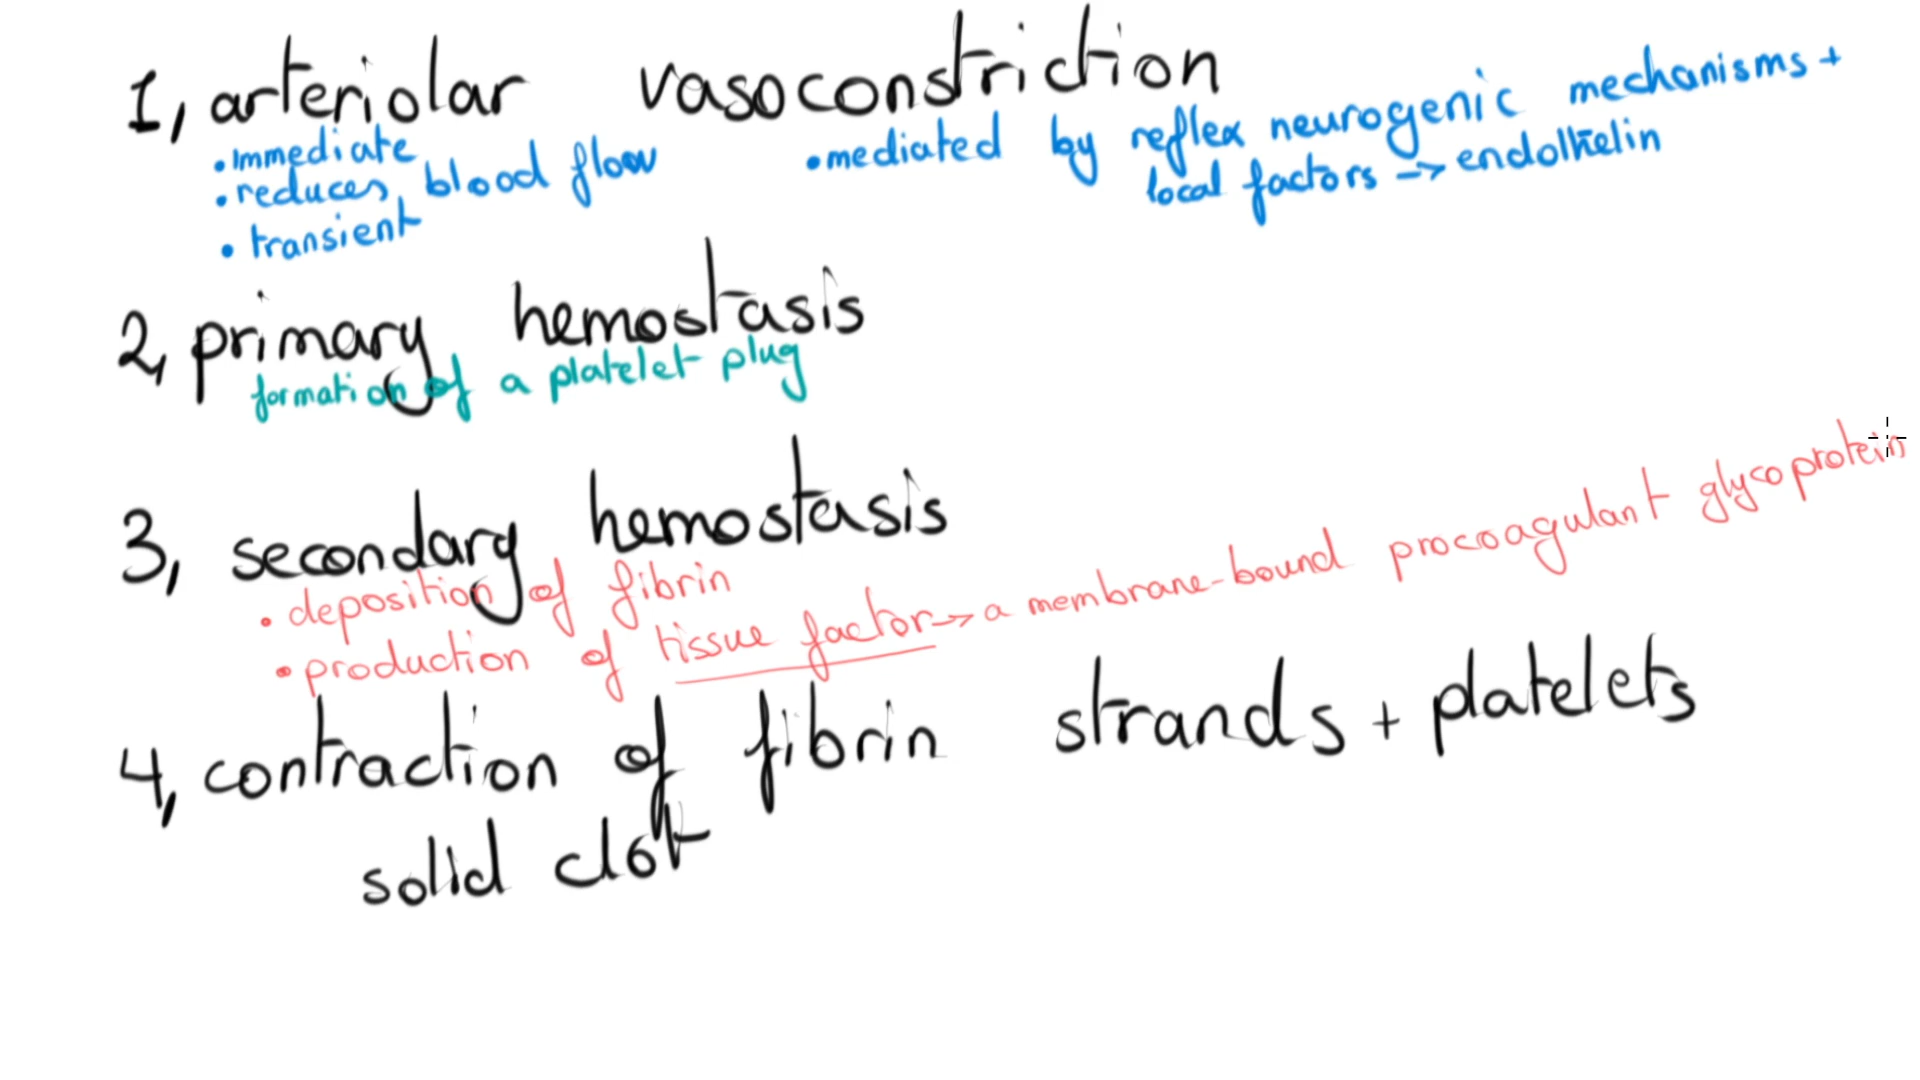 1, arteriolar vasoconstriction
• immediate
• reduces blood flow
• transient
• mediated by reflex neurogenic mechanisms +
local factors -> endothelin
2, primary hemostasis
formation of a platelet plug
3, secondary hemostasis
• deposition of fibrin
• production of tissue factor -> a membrane-bound procoagulant glycoprotein
4, contraction of fibrin strands + platelets
solid clot